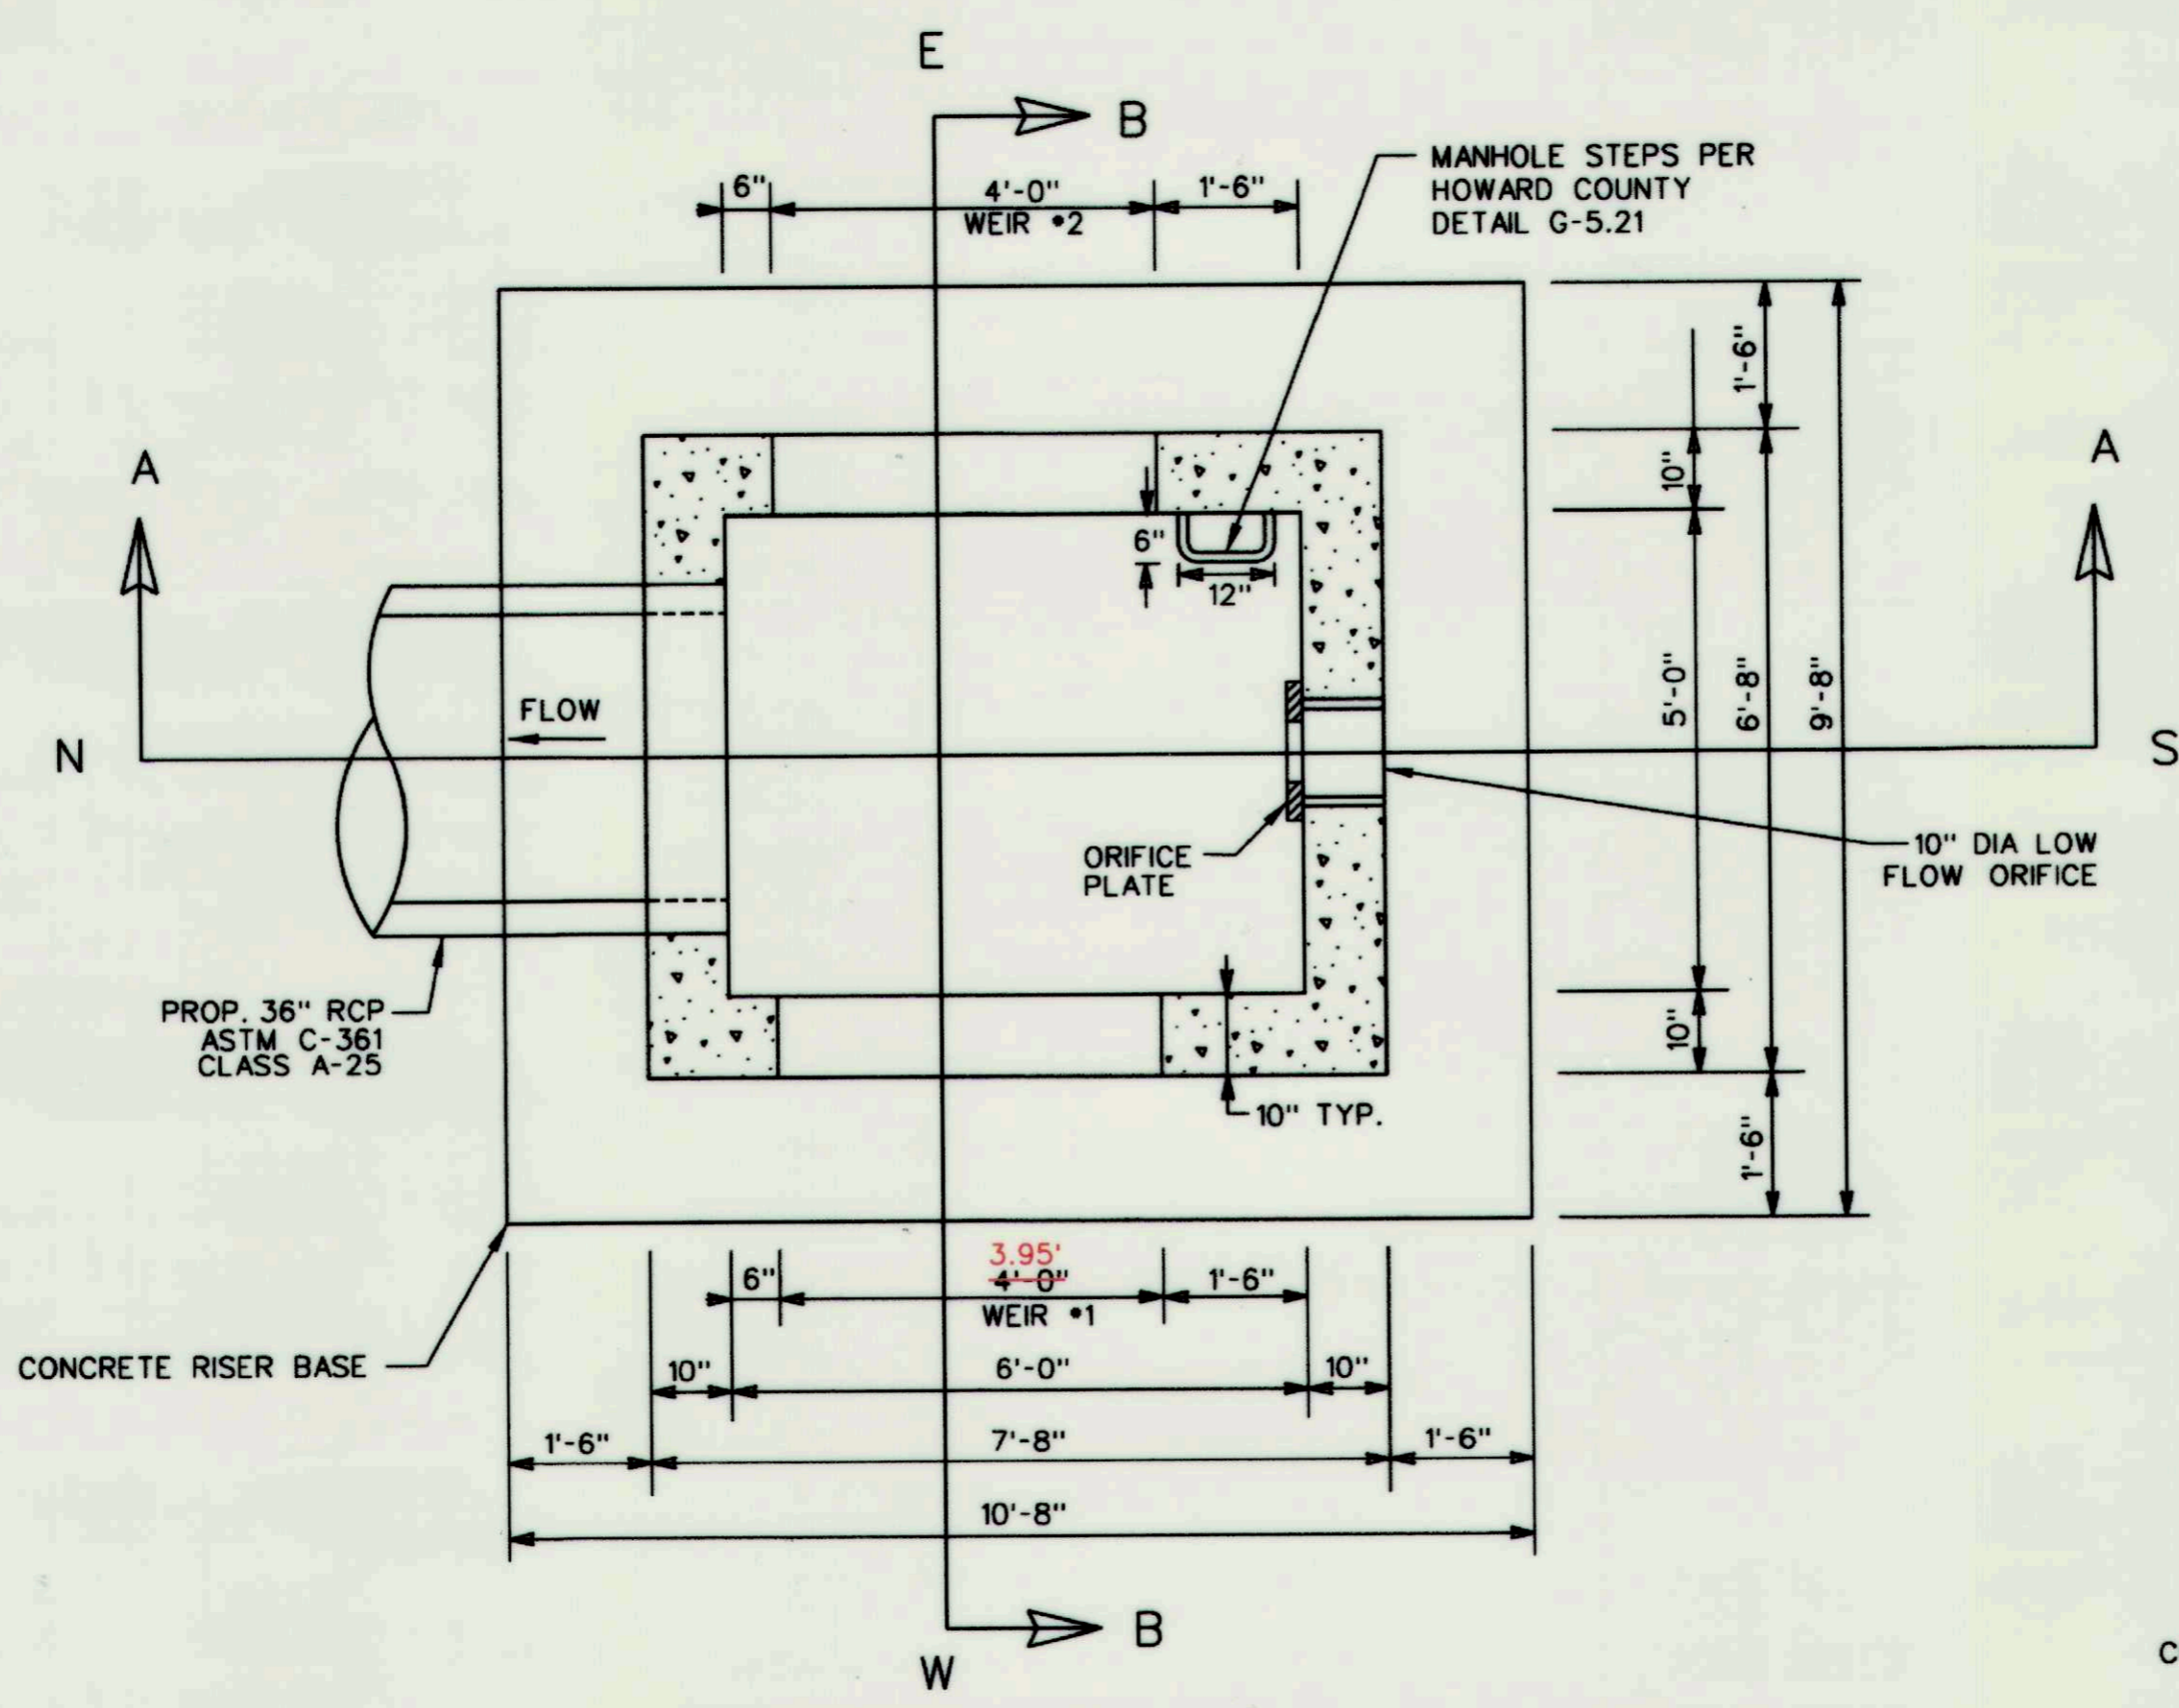 E
B
MANHOLE STEPS PER
HOWARD COUNTY
DETAIL G-5.21
6"
4'-0"
1'-6"
WEIR #2
1'-6"
A
A
10"
6"
12"
5'-0"
6'-8"
9'-8"
FLOW
N
S
ORIFICE
PLATE
10" DIA LOW
FLOW ORIFICE
PROP. 36" RCP
ASTM C-361
CLASS A-25
10"
10" TYP.
1'-6"
3.95'
6"
4'-0"
1'-6"
WEIR #1
CONCRETE RISER BASE
10"
6'-0"
10"
1'-6"
7'-8"
1'-6"
10'-8"
B
W
C